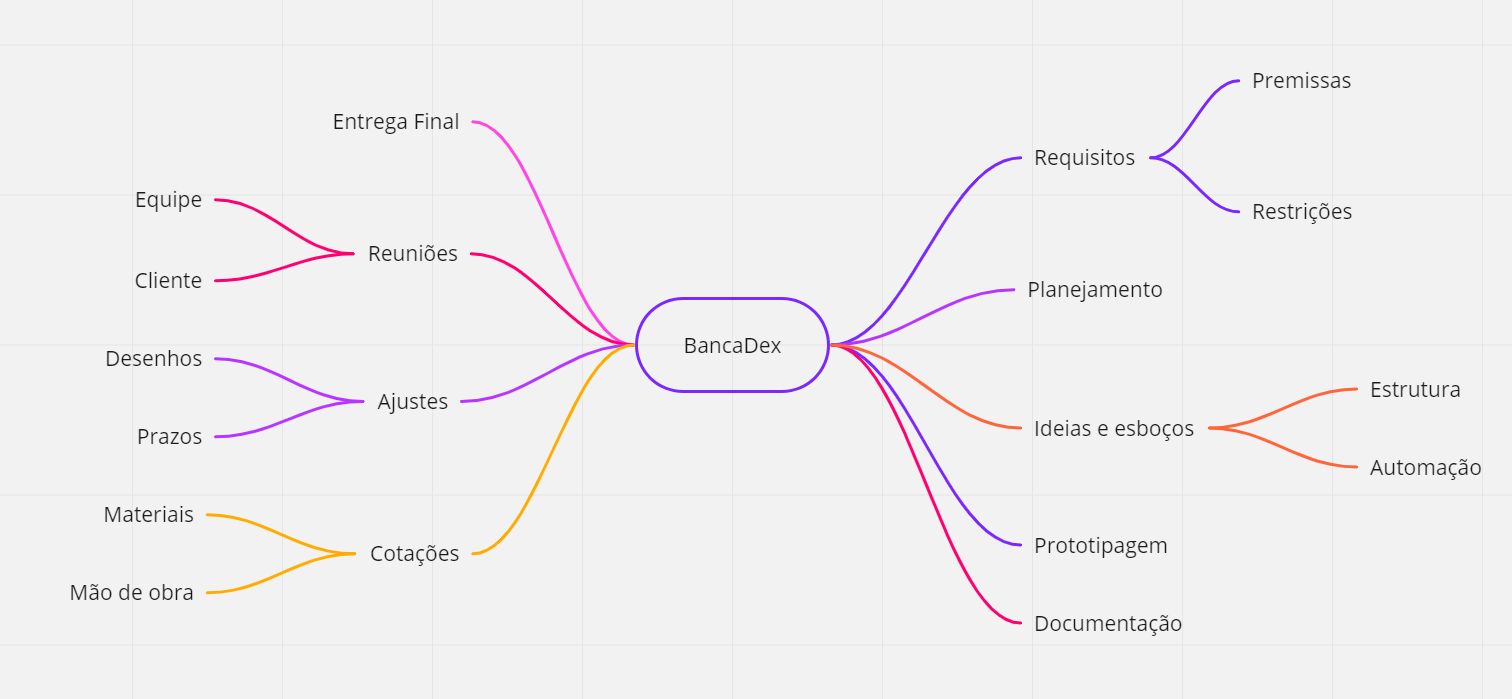 Entrega Final
Equipe
Reuniões
Cliente
Desenhos
Ajustes
Prazos
Materiais
Cotações
Mão de obra
BancaDex
Premissas
Requisitos
Restrições
Planejamento
Estrutura
Ideias e esboços
Automação
Prototipagem
Documentação